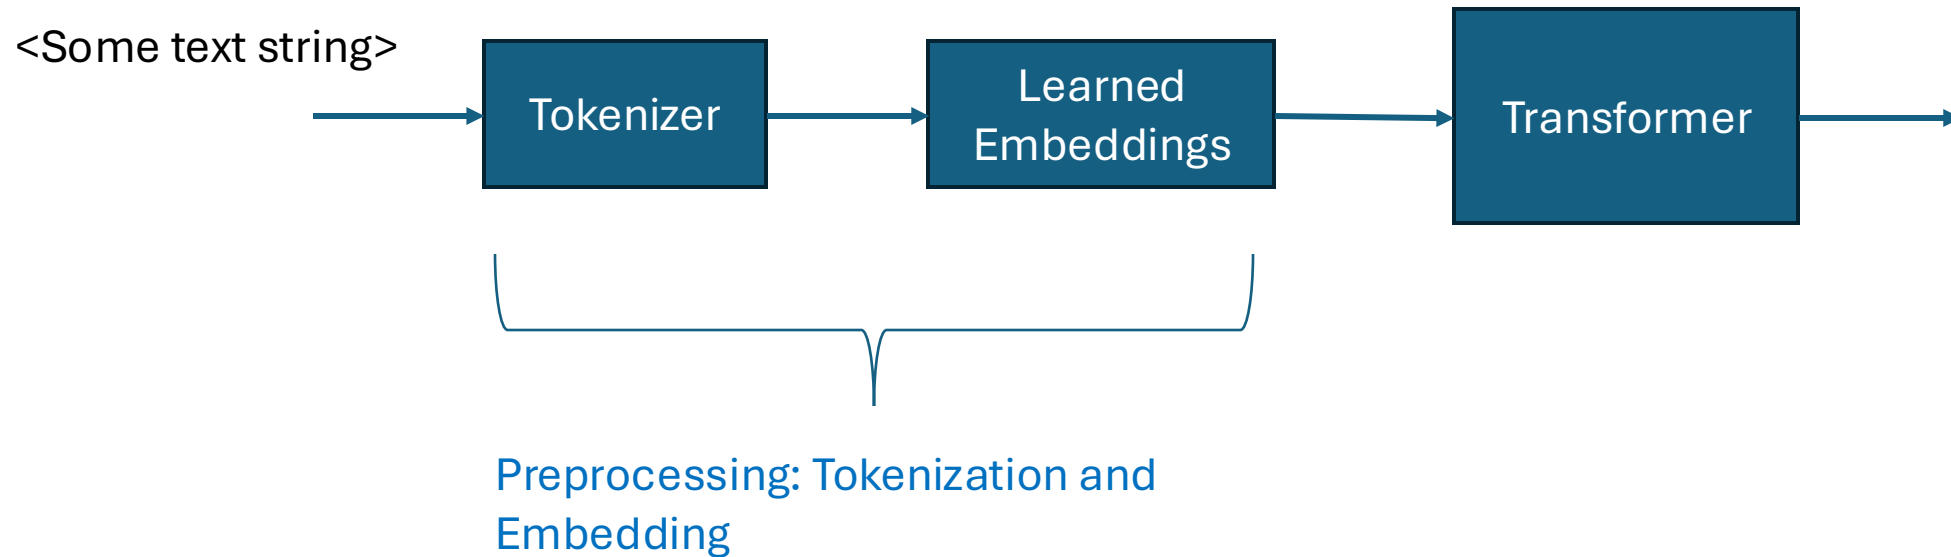 <Some text string>
Tokenizer
Learned
Embeddings
Transformer
Preprocessing: Tokenization and
Embedding